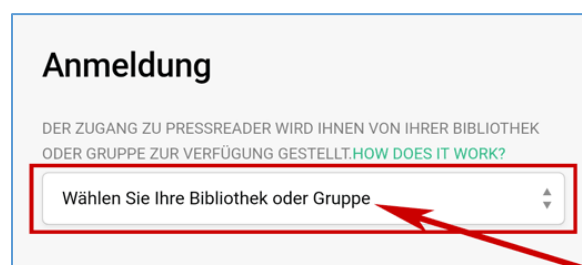 Anmeldung
DER ZUGANG ZU PRESSREADER WIRD IHNEN VON IHRER BIBLIOTHEK
ODER GRUPPE ZUR VERFÜGUNG GESTELLT.HOW DOES IT WORK?
Wählen Sie Ihre Bibliothek oder Gruppe